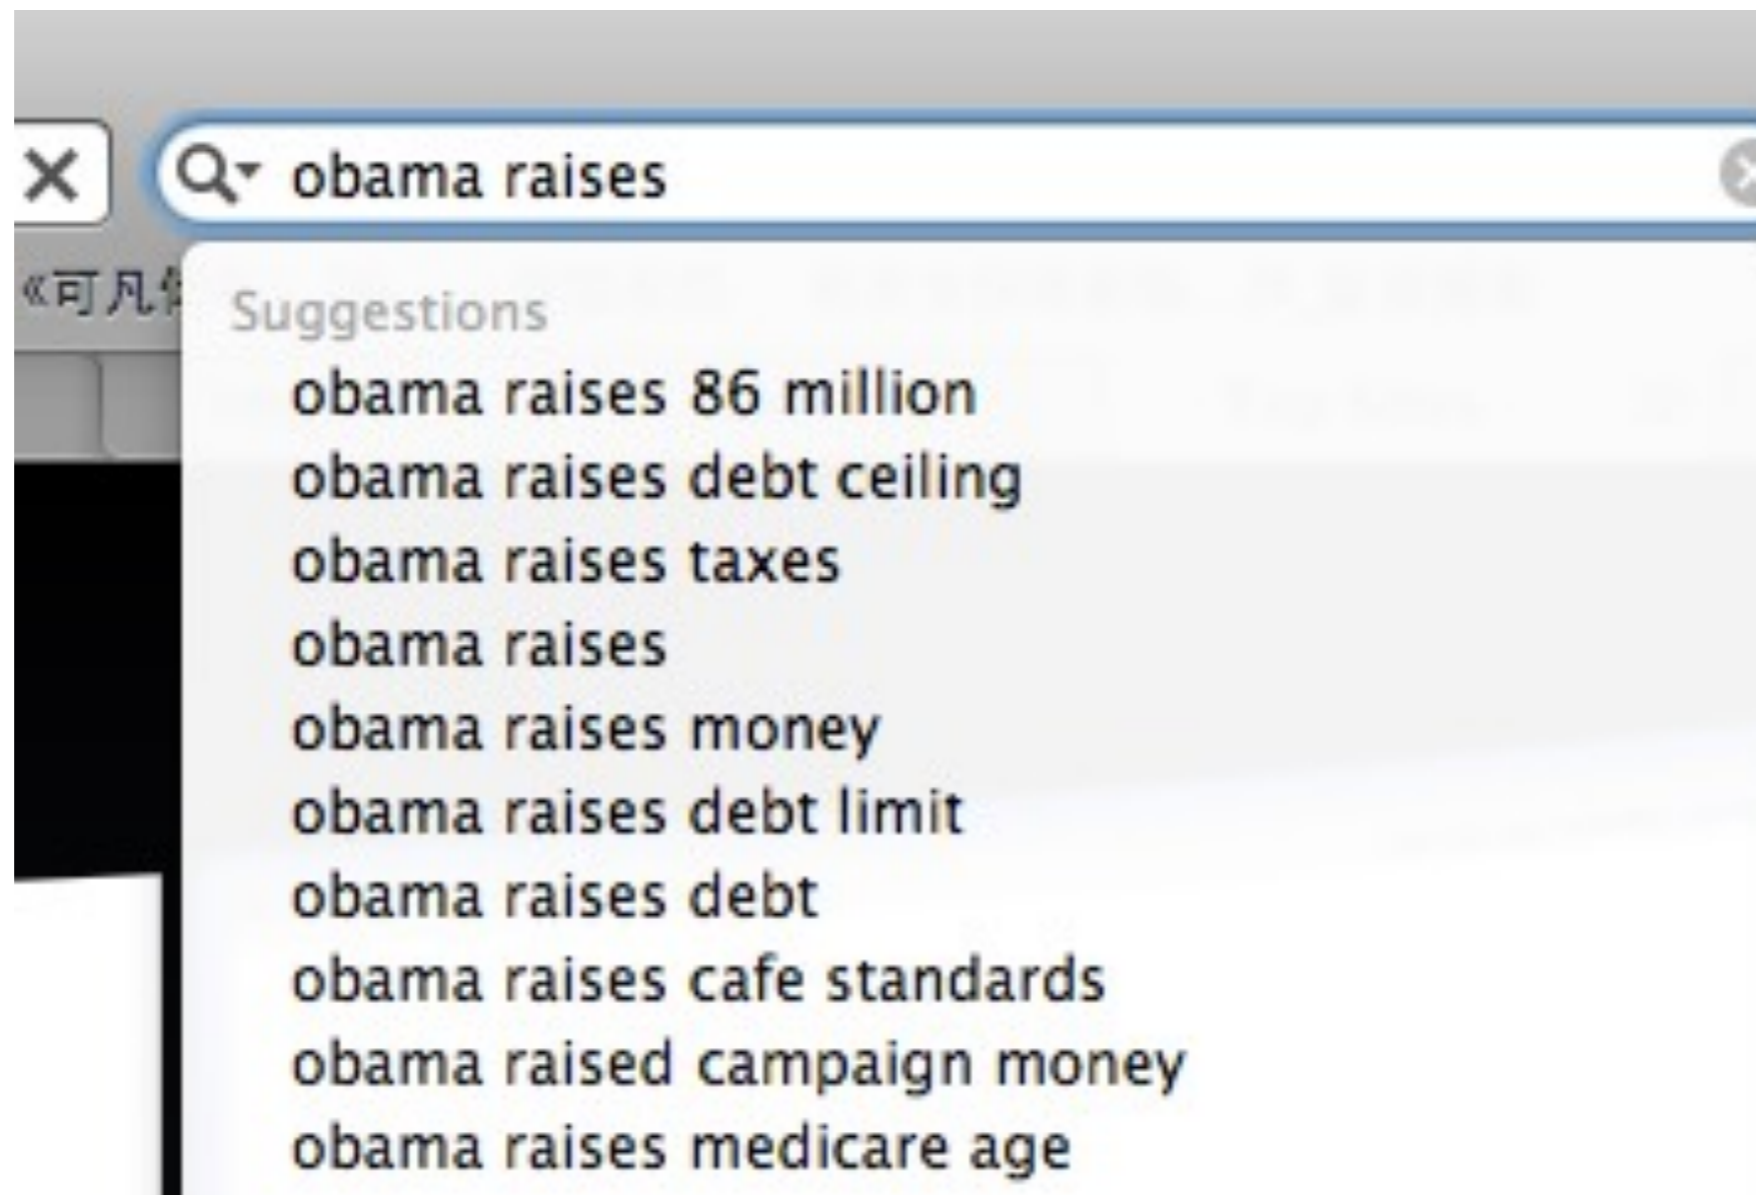 obama raises
《可凡
Suggestions
obama raises 86 million
obama raises debt ceiling
obama raises taxes
obama raises
obama raises money
obama raises debt limit
obama raises debt
obama raises cafe standards
obama raised campaign money
obama raises medicare age